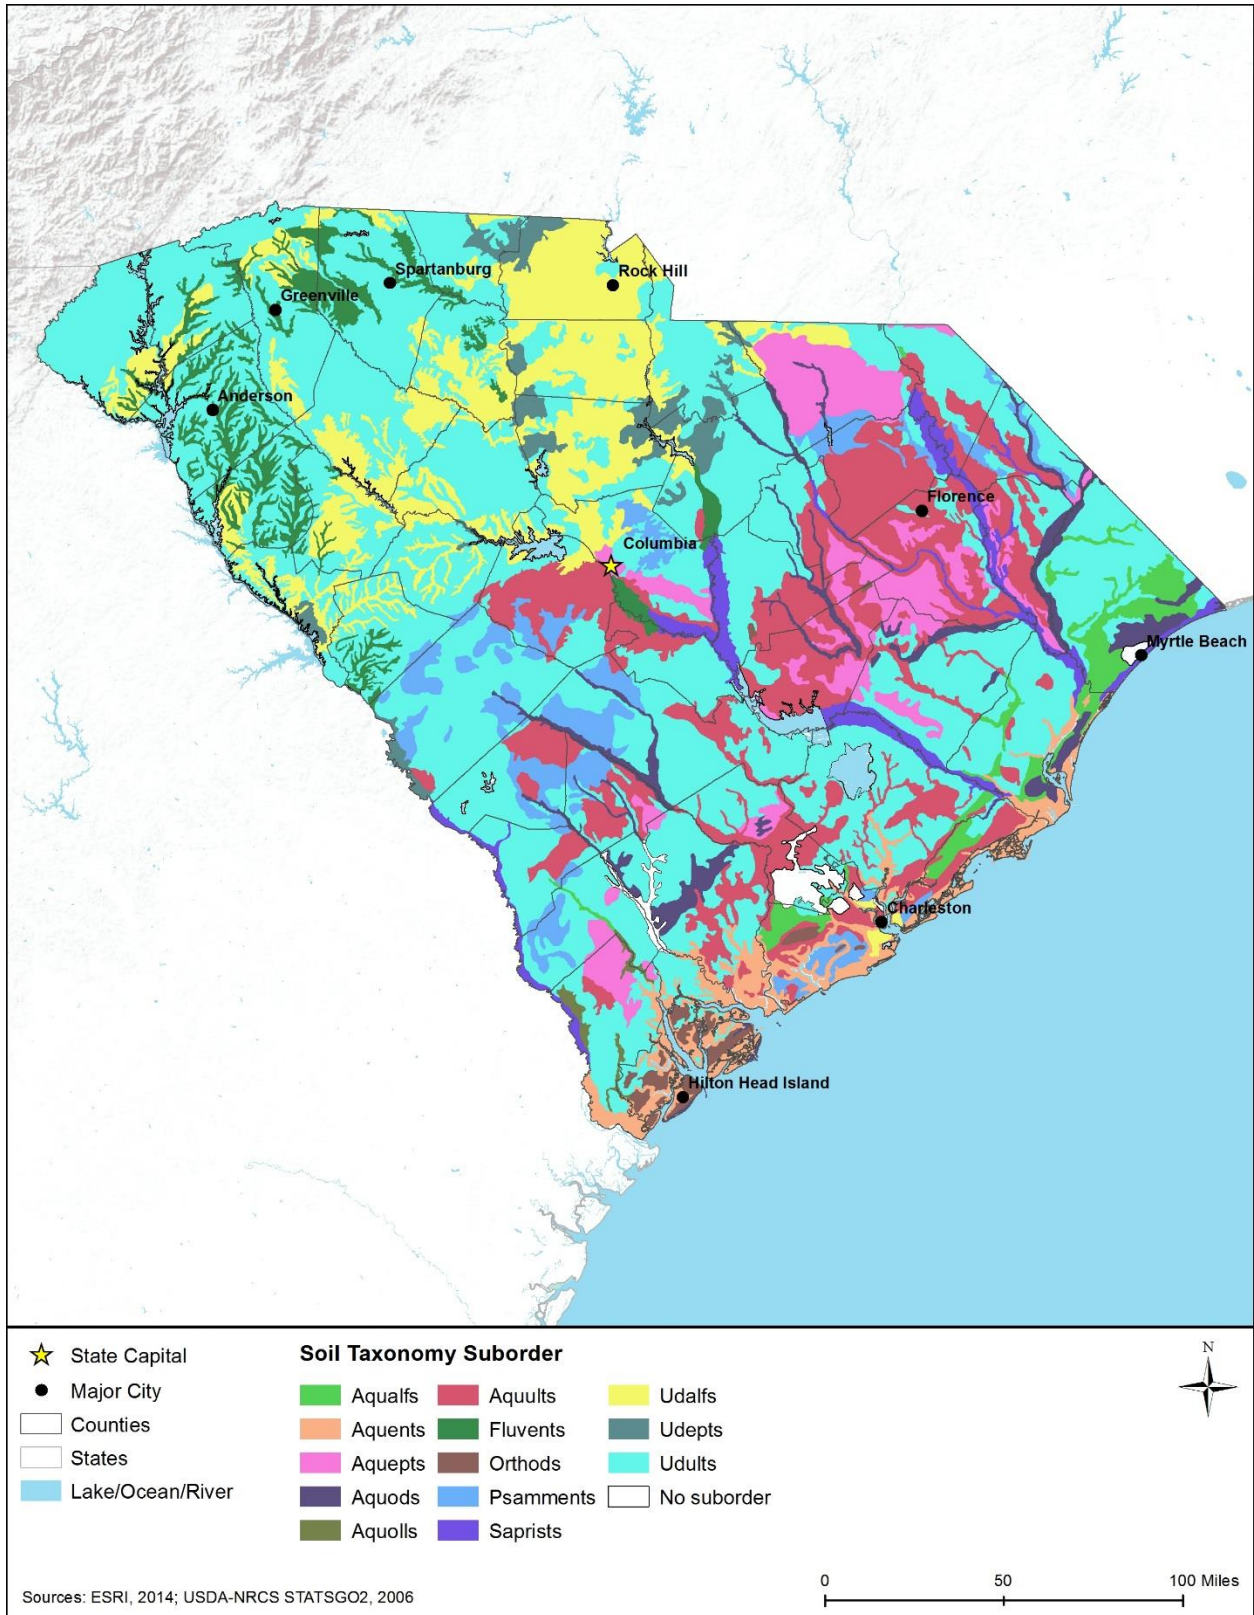 Spartanburg
Rock Hill
Greenville
Anderson
Florence
Columbia
Myrtle Beach
Charleston
Hilton Head Island
State Capital
Major City
Counties
States
Lake/Ocean/River
Soil Taxonomy Suborder
Aqualfs
Aquents
Aquepts
Aquods
Aquolls
Aquults
Fluvents
Orthods
Psamments
Saprists
Udalfs
Udepts
Udults
No suborder
N
0 50 100 Miles
Sources: ESRI, 2014; USDA-NRCS STATSGO2, 2006